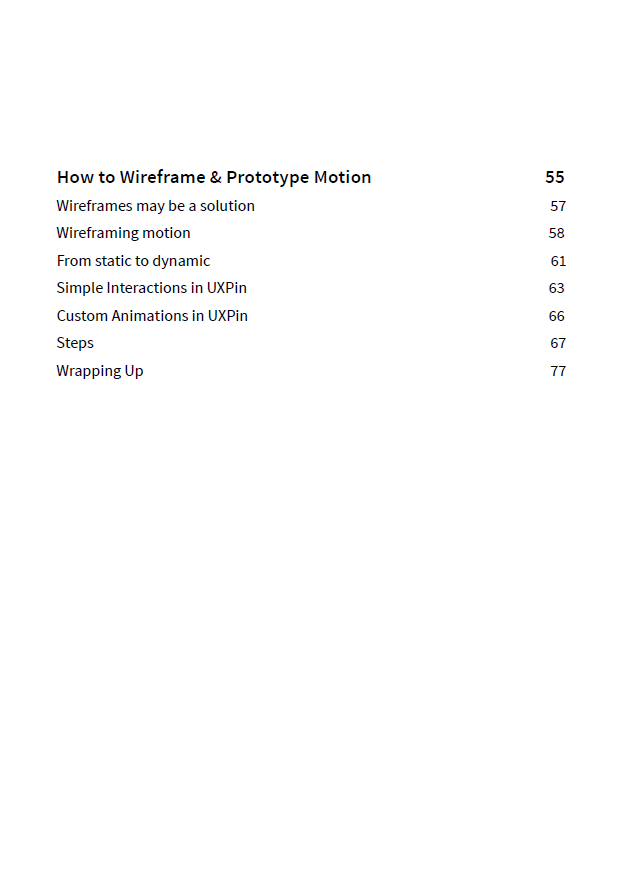 How to Wireframe & Prototype Motion 55
Wireframes may be a solution 57
Wireframing motion 58
From static to dynamic 61
Simple Interactions in UXPin 63
Custom Animations in UXPin 66
Steps 67
Wrapping Up 77